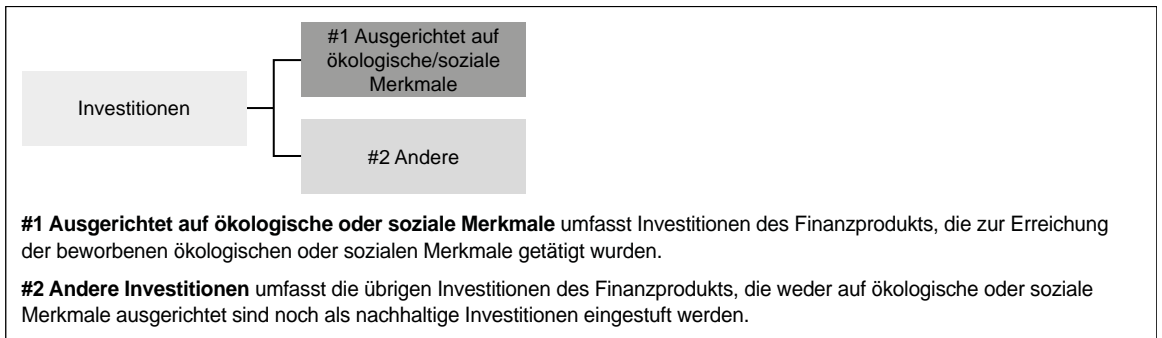 #1 Ausgerichtet auf
ökologische/soziale
Merkmale
Investitionen
#2 Andere
#1 Ausgerichtet auf ökologische oder soziale Merkmale umfasst Investitionen des Finanzprodukts, die zur Erreichung
der beworbenen ökologischen oder sozialen Merkmale getätigt wurden.
#2 Andere Investitionen umfasst die übrigen Investitionen des Finanzprodukts, die weder auf ökologische oder soziale
Merkmale ausgerichtet sind noch als nachhaltige Investitionen eingestuft werden.